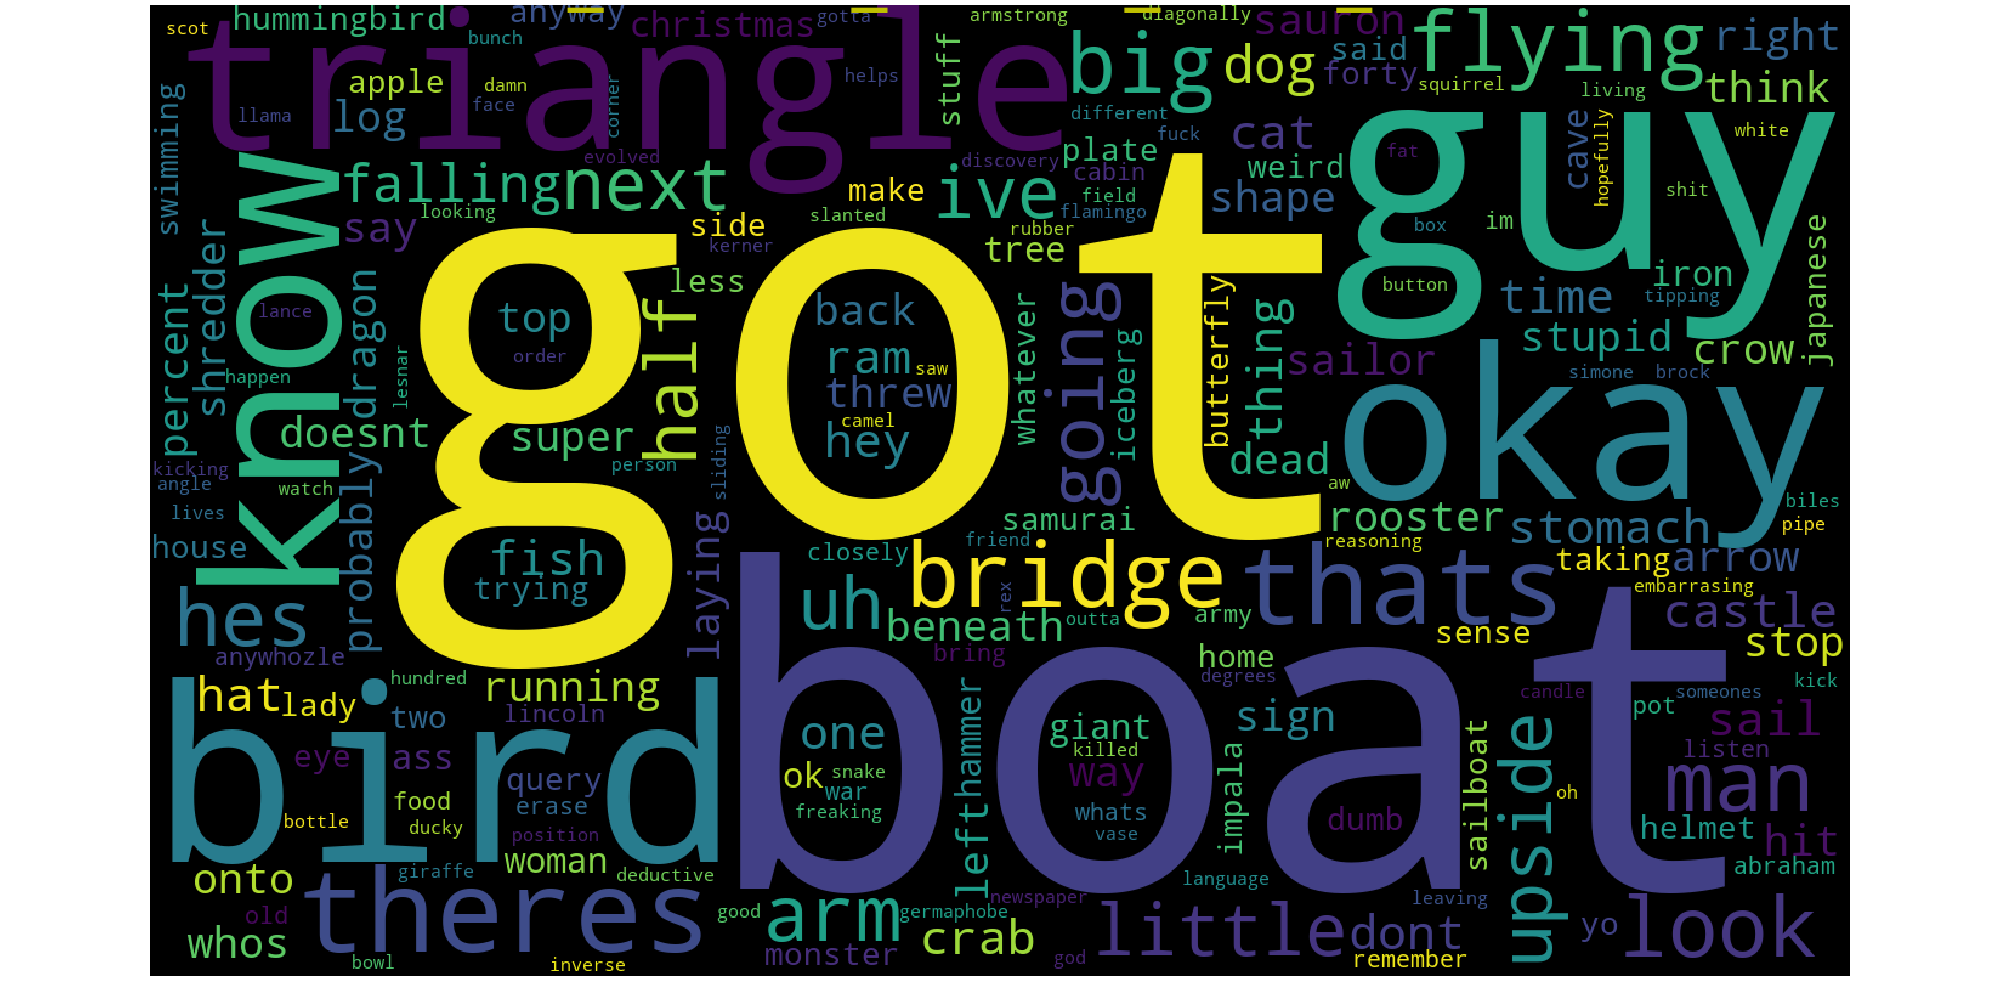 scot
hummingbird
bunch
anyway
christmas
gotta
armstrong
diagonally
sauron
said
flying
right
triangle
big
dog
forty
squirrel
living
think
llama
apple
log
damn
face
corner
helps
stuff
different
fuck
plate
cat
weird
shape
cave
hopefully
white
shit
swimming
know
falling
next
evolved
discovery
cabin
field
flamingo
ive
make
slanted
rubber
tree
guy
fat
box
im
button
iron
tipping
japanese
say
looking
side
kerner
less
got
percent
shredder
lance
dragon
top
order
half
back
ram
threw
saw
camel
hey
whatever
going
iceberg
butterfly
thing
time
stupid
sailor
simone
brock
crow
happen
lesnar
doesnt
super
person
sliding
okay
dead
aw
rooster
stomach
biles
pipe
kicking
angle
watch
lives
house
probably
fish
trying
laying
samurai
friend
closely
bridge
reasoning
taking
arrow
embarrasing
thats
hes
anywhozle
uh
beneath
outta
rex
army
bring
home
degrees
sense
castle
stop
hat
lady
hundred
running
two
lincoln
bird
boat
eye
ass
query
erase
position
food
ducky
bottle
one
ok
snake
war
freaking
hammer
left
giant
killed
way
whats
vase
impala
sign
dumb
sailboat
candle
someones
kick
pot
sail
listen
man
oh
upside
helmet
hit
abraham
onto
giraffe
woman
deductive
theres
old
whos
bowl
inverse
good
arm
germaphobe
monster
crab
newspaper
god
language
little
leaving
dont
remember
yo
look